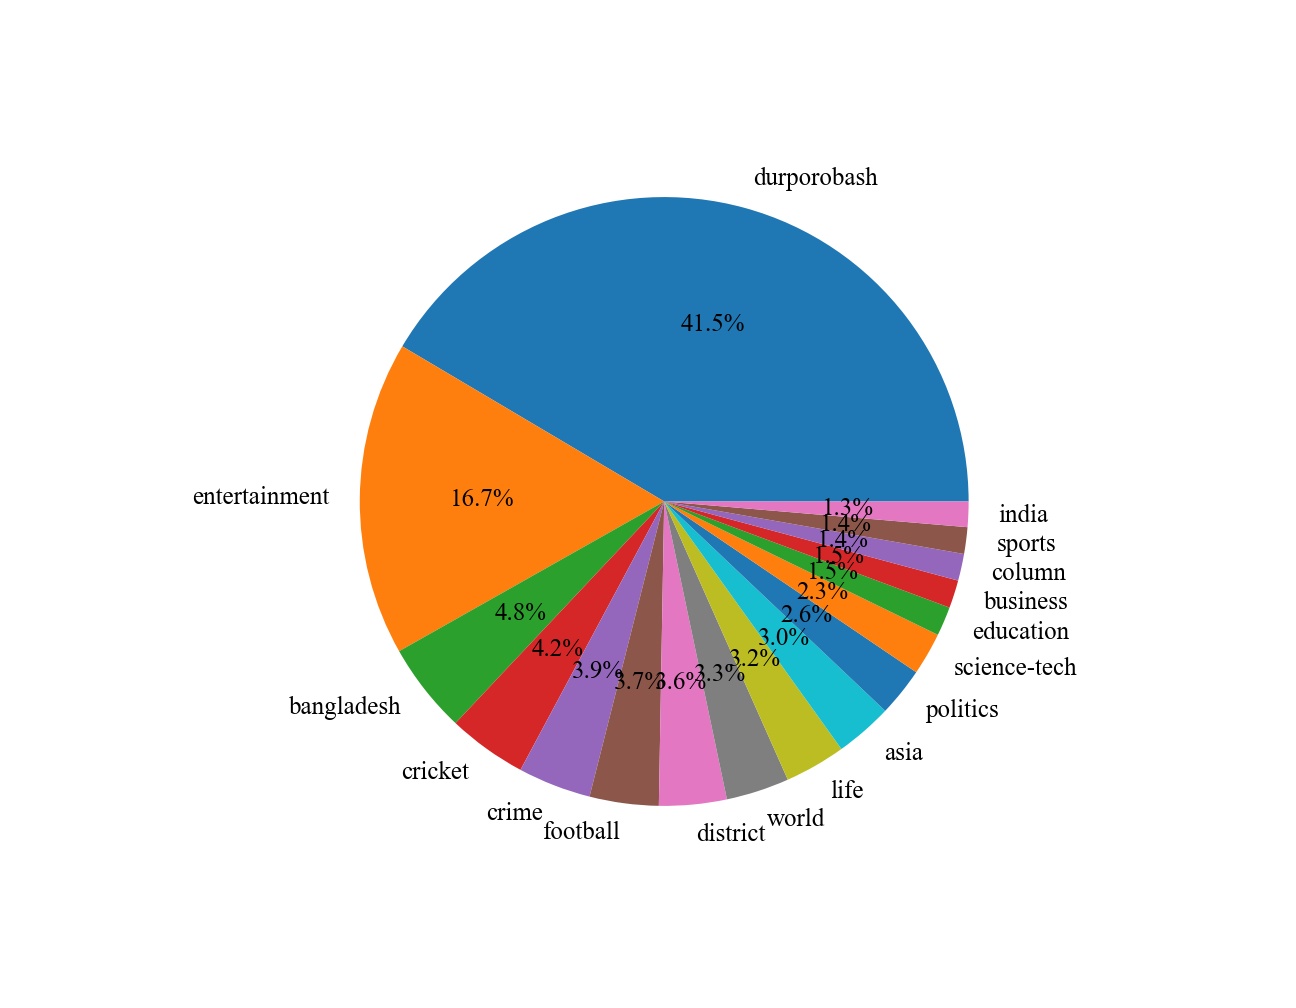 durporobash
41.5%
entertainment
16.7%
bangladesh
4.8%
cricket
4.2%
crime
3.9%
football
3.7%
district
3.6%
world
3.3%
life
3.2%
asia
3.0%
politics
2.6%
science-tech
2.3%
education
1.5%
business
1.5%
column
1.4%
sports
1.4%
india
1.3%